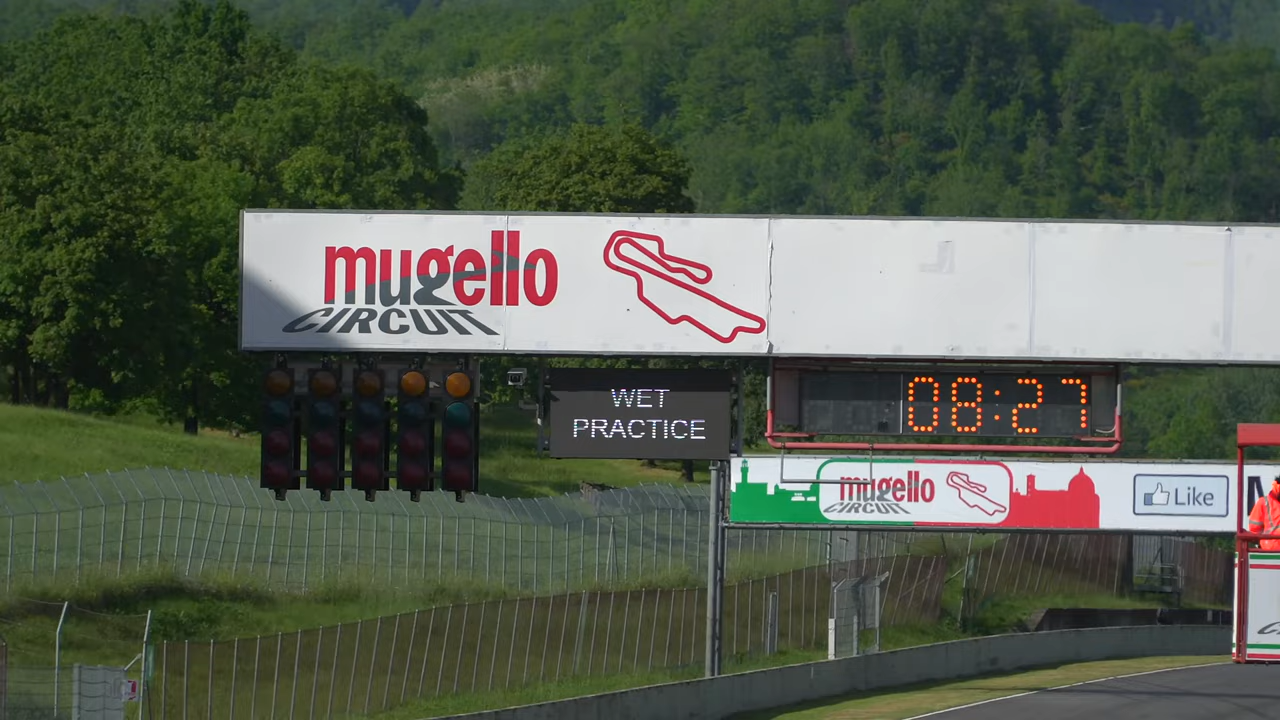 mugello
CIRCUIT
WET
PRACTICE
08:27
mugello
CIRCUIT
Like